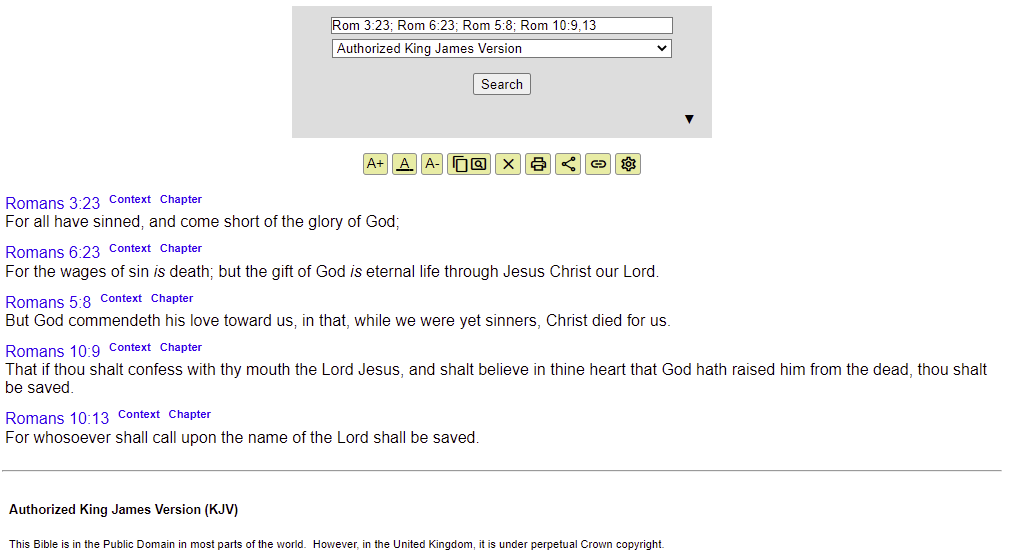 Rom 3:23; Rom 6:23; Rom 5:8; Rom 10:9,13
Authorized King James Version
Search
▼
A+ A A-
Romans 3:23 Context Chapter
For all have sinned, and come short of the glory of God;
Romans 6:23 Context Chapter
For the wages of sin is death; but the gift of God is eternal life through Jesus Christ our Lord.
Romans 5:8 Context Chapter
But God commendeth his love toward us, in that, while we were yet sinners, Christ died for us.
Romans 10:9 Context Chapter
That if thou shalt confess with thy mouth the Lord Jesus, and shalt believe in thine heart that God hath raised him from the dead, thou shalt
be saved.
Romans 10:13 Context Chapter
For whosoever shall call upon the name of the Lord shall be saved.
Authorized King James Version (KJV)
This Bible is in the Public Domain in most parts of the world. However, in the United Kingdom, it is under perpetual Crown copyright.